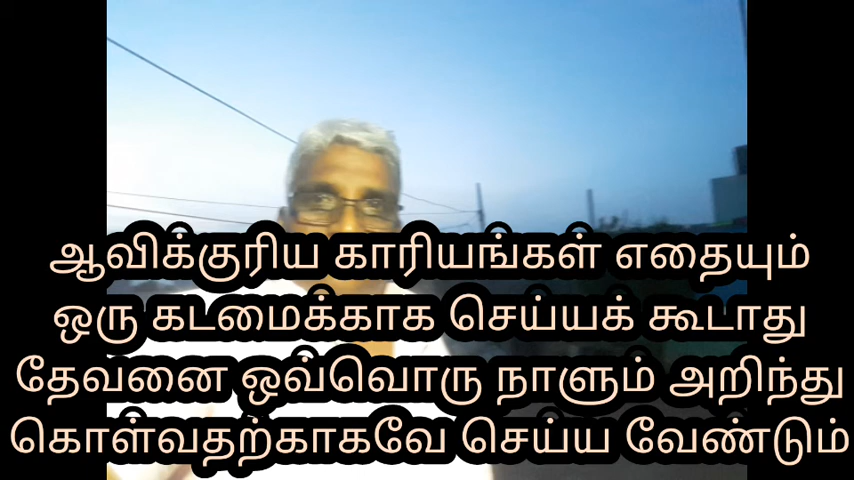 ஆவிக்குரிய காரியங்கள் எதையும்
ஒரு கடமைக்காக செய்யக் கூடாது
தேவனை ஒவ்வொரு நாளும் அறிந்து
கொள்வதற்காகவே செய்ய வேண்டும்